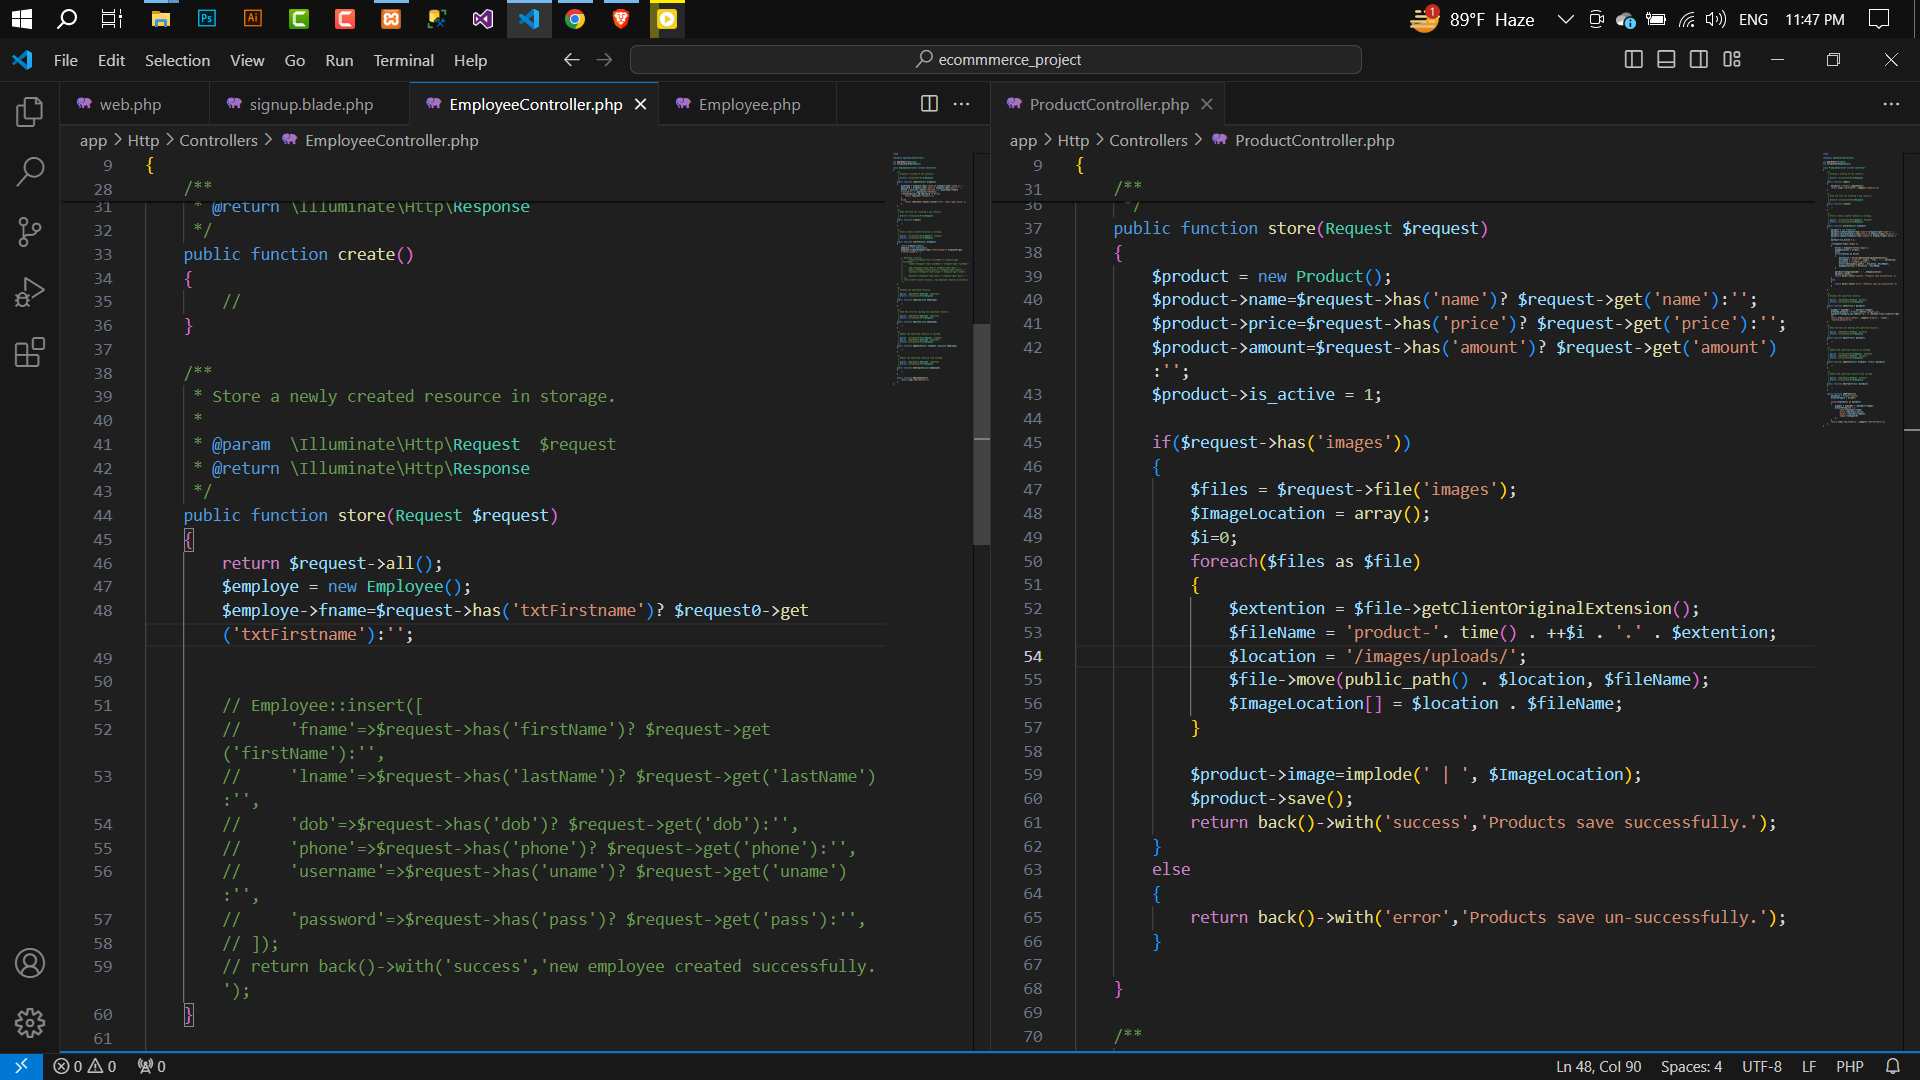 Ps
Ai
1
89°F Haze
ENG
11:47 PM
File Edit Selection View Go Run Terminal Help
ecommmerce_project
web.php
signup.blade.php
EmployeeController.php
Employee.php
app > Http > Controllers > EmployeeController.php
9 {
28 /**
31 * @return \Illuminate\Http\Response
32 */
33 public function create()
34 {
35 //
36 }
37
38 /**
39 * Store a newly created resource in storage.
40 *
41 * @param  \Illuminate\Http\Request  $request
42 * @return \Illuminate\Http\Response
43 */
44 public function store(Request $request)
45 {
46 return $request->all();
47 $employe = new Employee();
48 $employe->fname=$request->has('txtFirstname')? $request0->get
('txtFirstname'):'';
49
50
51 // Employee::insert([
52 //     'fname'=>$request->has('firstName')? $request->get
('firstName'):'',
53 //     'lname'=>$request->has('lastName')? $request->get('lastName')
:'',
54 //     'dob'=>$request->has('dob')? $request->get('dob'):'',
55 //     'phone'=>$request->has('phone')? $request->get('phone'):'',
56 //     'username'=>$request->has('uname')? $request->get('uname')
:'',
57 //     'password'=>$request->has('pass')? $request->get('pass'):'',
58 // ]);
59 // return back()->with('success','new employee created successfully.
');
60 }
61
ProductController.php
app > Http > Controllers > ProductController.php
9 {
31 /**
36 */
37 public function store(Request $request)
38 {
39 $product = new Product();
40 $product->name=$request->has('name')? $request->get('name'):'';
41 $product->price=$request->has('price')? $request->get('price'):'';
42 $product->amount=$request->has('amount')? $request->get('amount')
:'';
43 $product->is_active = 1;
44
45 if($request->has('images'))
46 {
47 $files = $request->file('images');
48 $ImageLocation = array();
49 $i=0;
50 foreach($files as $file)
51 {
52 $extention = $file->getClientOriginalExtension();
53 $fileName = 'product-'. time() . ++$i . '.' . $extention;
54 $location = '/images/uploads/';
55 $file->move(public_path() . $location, $fileName);
56 $ImageLocation[] = $location . $fileName;
57 }
58
59 $product->image=implode(' | ', $ImageLocation);
60 $product->save();
61 return back()->with('success','Products save successfully.');
62 }
63 else
64 {
65 return back()->with('error','Products save un-successfully.');
66 }
67
68 }
69
70 /**
0 0 0
Ln 48, Col 90
Spaces: 4
UTF-8
LF
PHP